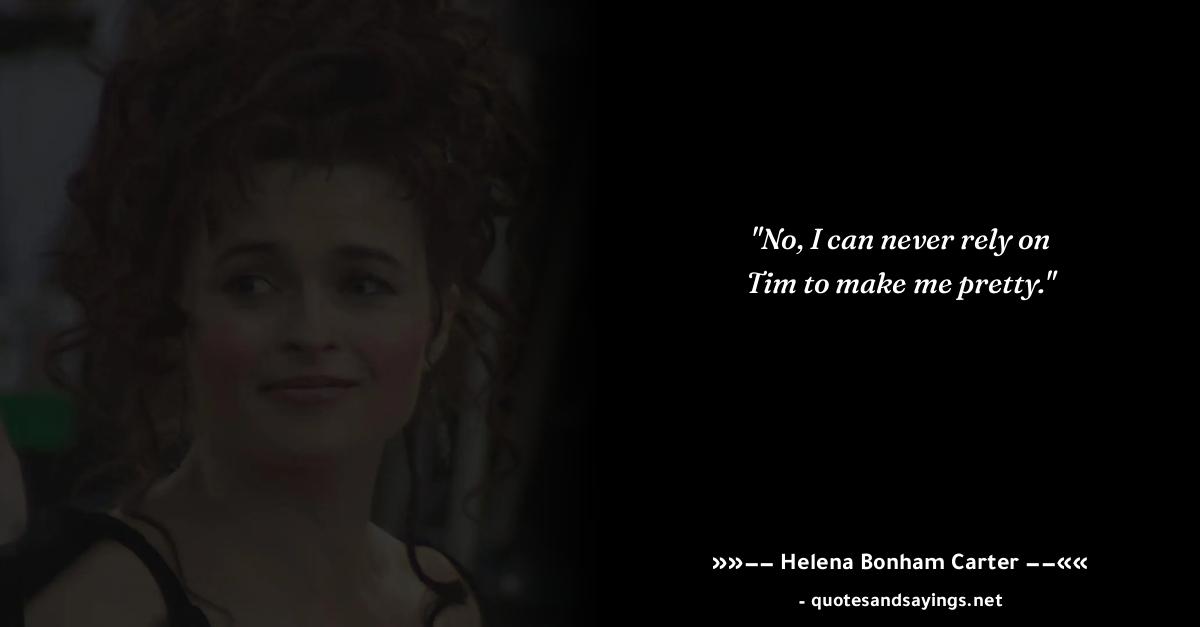 "No, I can never rely on
Tim to make me pretty."
»»−− Helena Bonham Carter −−««
- quotesandsayings.net